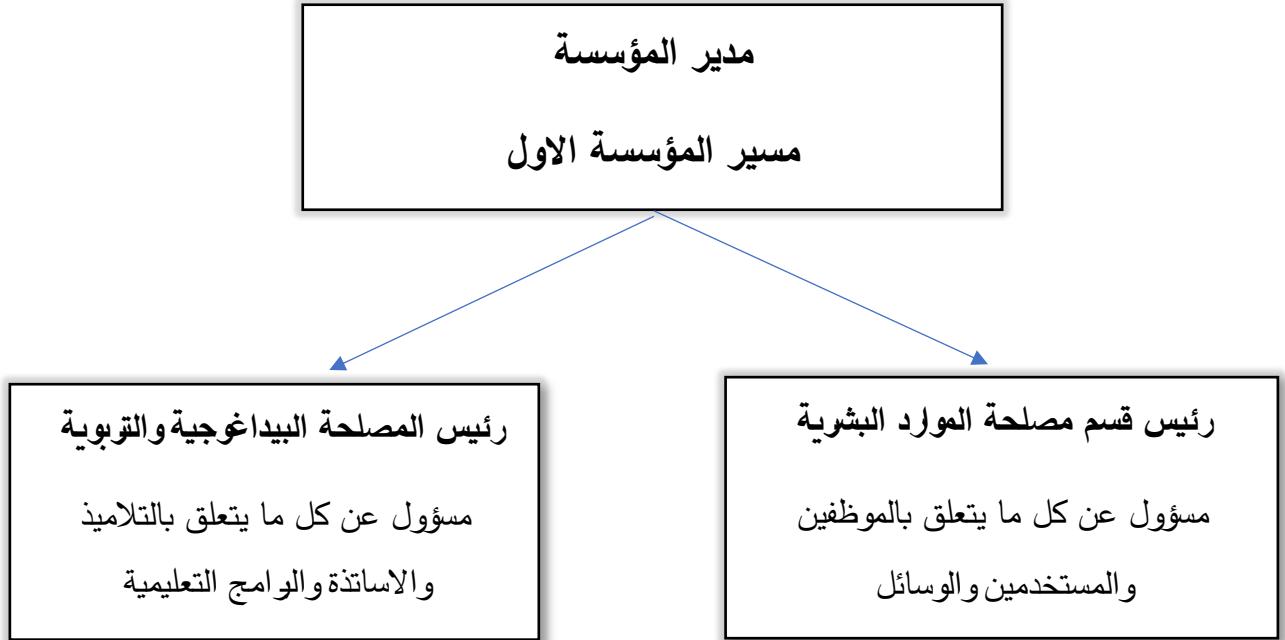 مدير المؤسسة
مسير المؤسسة الاول
رئيس قسم مصلحة الموارد البشرية
مسؤول عن كل ما يتعلق بالموظفين
والمستخدمين والوسائل
رئيس المصلحة البيداغوجية والتربوية
مسؤول عن كل ما يتعلق بالتلاميذ
والاساتذة والوامج التعليمية